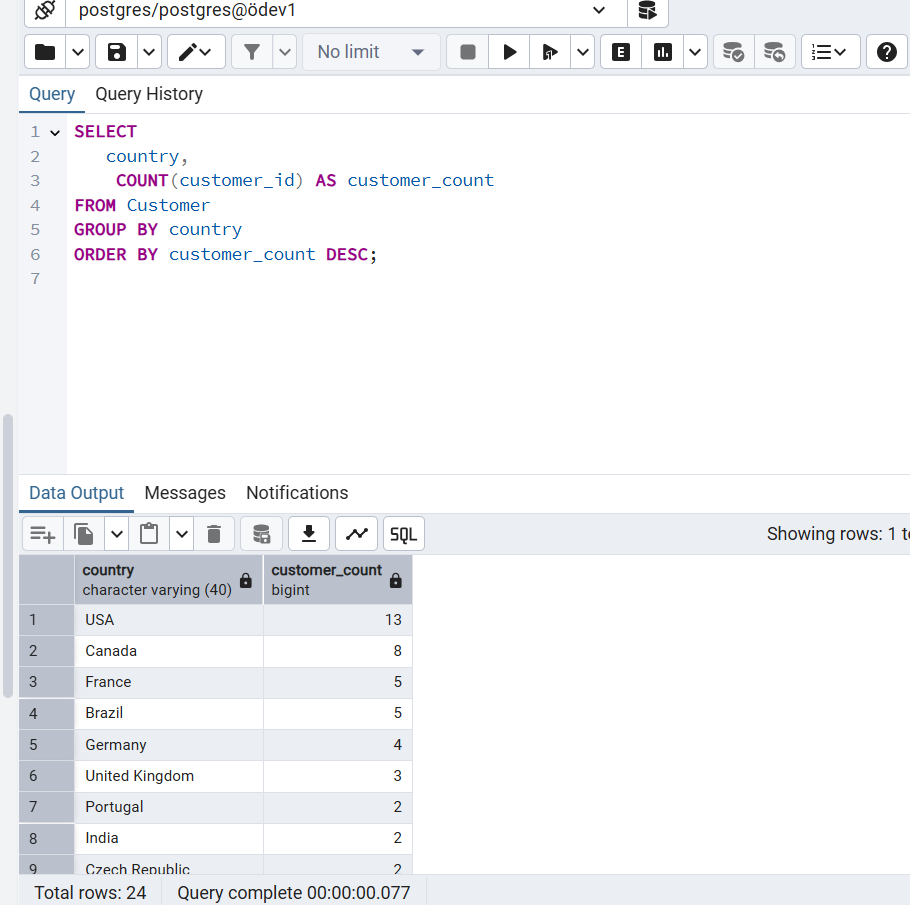 postgres/postgres@ödev1
No limit
E
Query Query History
1 SELECT
2 country,
3 COUNT(customer_id) AS customer_count
4 FROM Customer
5 GROUP BY country
6 ORDER BY customer_count DESC;
7
Data Output Messages Notifications
SQL Showing rows: 1 to
country customer_count
character varying (40) bigint
1 USA 13
2 Canada 8
3 France 5
4 Brazil 5
5 Germany 4
6 United Kingdom 3
7 Portugal 2
8 India 2
9 Czech Republic 2
Total rows: 24 Query complete 00:00:00.077